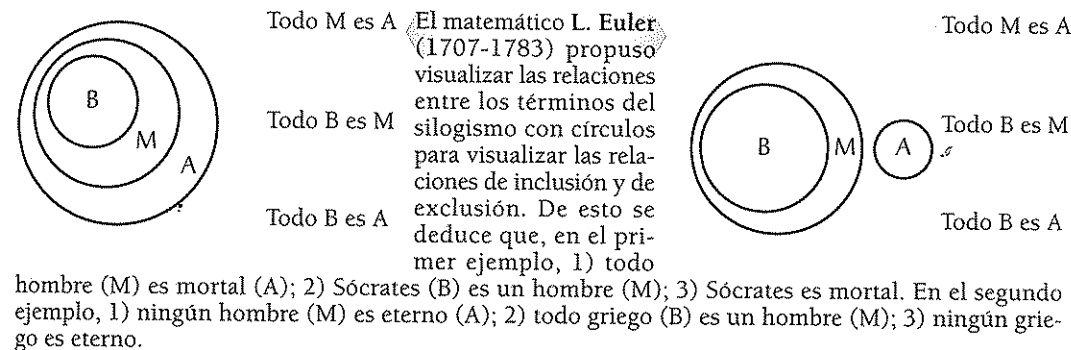 B
M
A
Todo M es A
Todo B es M
Todo B es A
El matemático L. Euler
(1707-1783) propuso
visualizar las relaciones
entre los términos del
silogismo con círculos
para visualizar las rela-
ciones de inclusión y de
exclusión. De esto se
deduce que, en el pri-
mer ejemplo, 1) todo
hombre (M) es mortal (A); 2) Sócrates (B) es un hombre (M); 3) Sócrates es mortal. En el segundo
ejemplo, 1) ningún hombre (M) es eterno (A); 2) todo griego (B) es un hombre (M); 3) ningún grie-
go es eterno.
B
M
A
Todo M es A
Todo B es M
Todo B es A